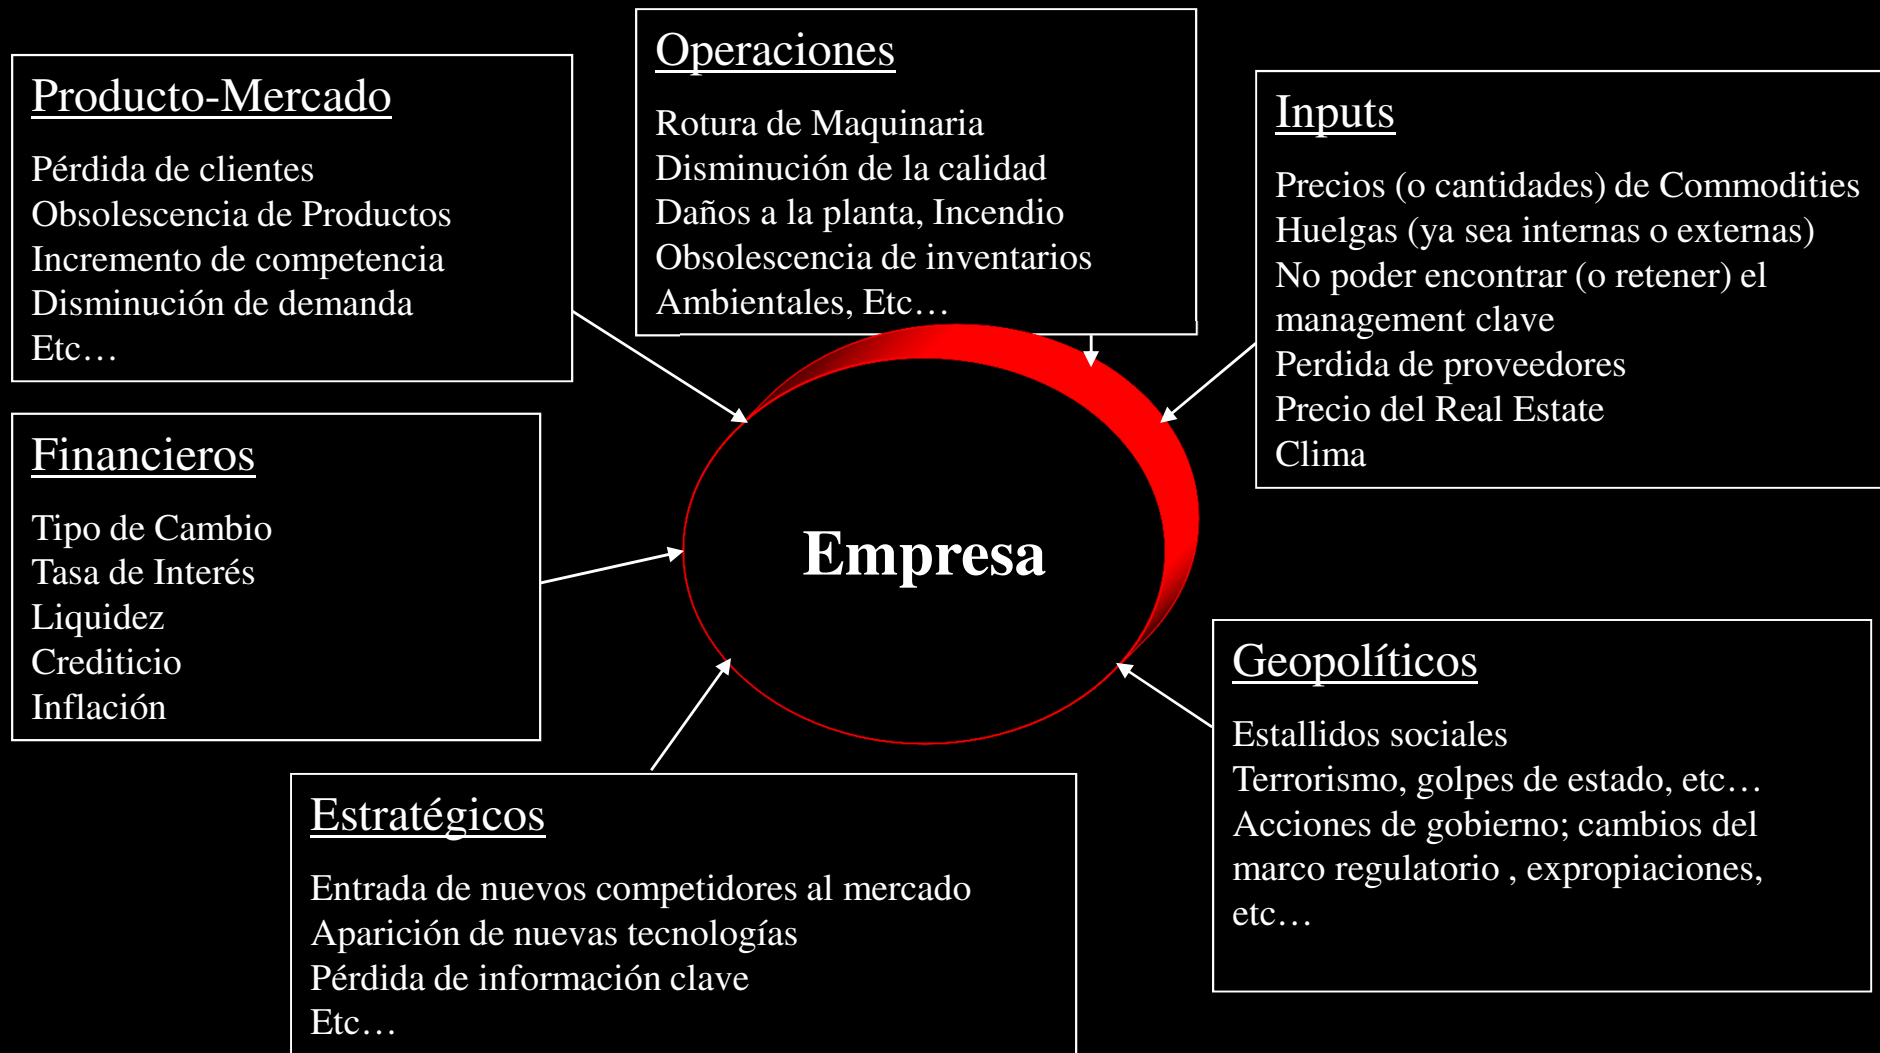 Producto-Mercado
Pérdida de clientes
Obsolescencia de Productos
Incremento de competencia
Disminución de demanda
Etc…
Operaciones
Rotura de Maquinaria
Disminución de la calidad
Daños a la planta, Incendio
Obsolescencia de inventarios
Ambientales, Etc…
Inputs
Precios (o cantidades) de Commodities
Huelgas (ya sea internas o externas)
No poder encontrar (o retener) el
management clave
Perdida de proveedores
Precio del Real Estate
Clima
Financieros
Tipo de Cambio
Tasa de Interés
Liquidez
Crediticio
Inflación
Empresa
Geopolíticos
Estallidos sociales
Terrorismo, golpes de estado, etc…
Acciones de gobierno; cambios del
marco regulatorio , expropiaciones,
etc…
Estratégicos
Entrada de nuevos competidores al mercado
Aparición de nuevas tecnologías
Pérdida de información clave
Etc…